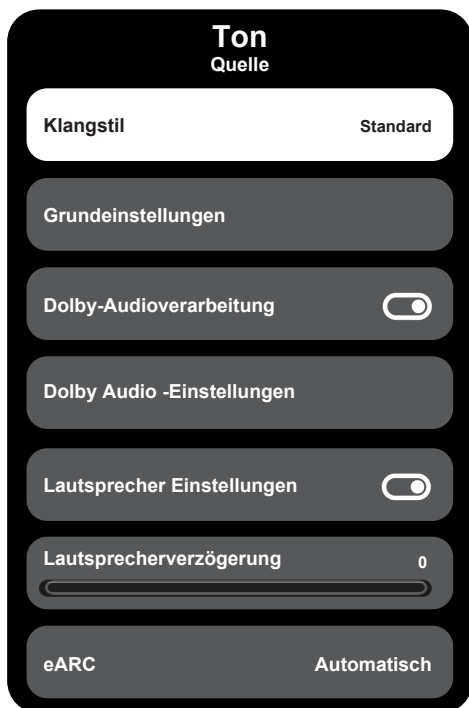 Ton
Quelle
Klangstil Standard
Grundeinstellungen
Dolby-Audioverarbeitung
Dolby Audio -Einstellungen
Lautsprecher Einstellungen
Lautsprecherverzögerung 0
eARC Automatisch